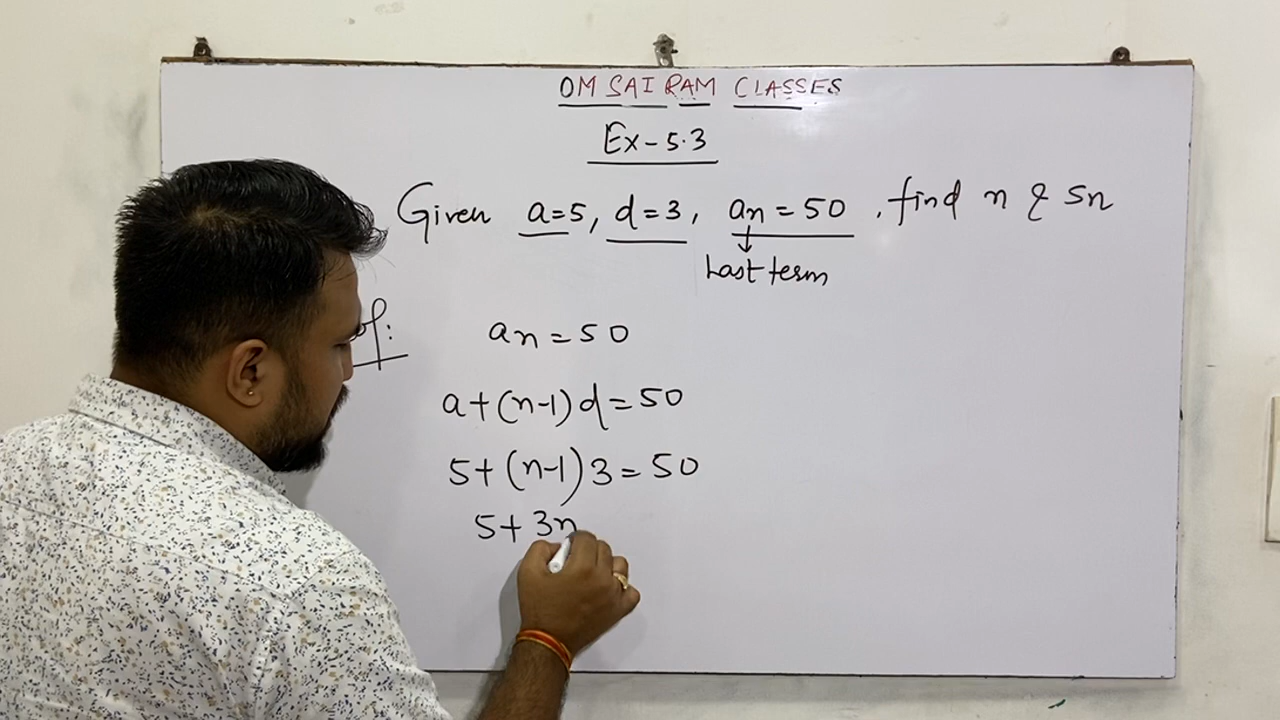 OM SAI RAM CLASSES
Ex-5.3
Given a=5, d=3, an=50 , find n & Sn
Last term
an=50
a+(n-1)d=50
5+(n-1)3=50
5+3n